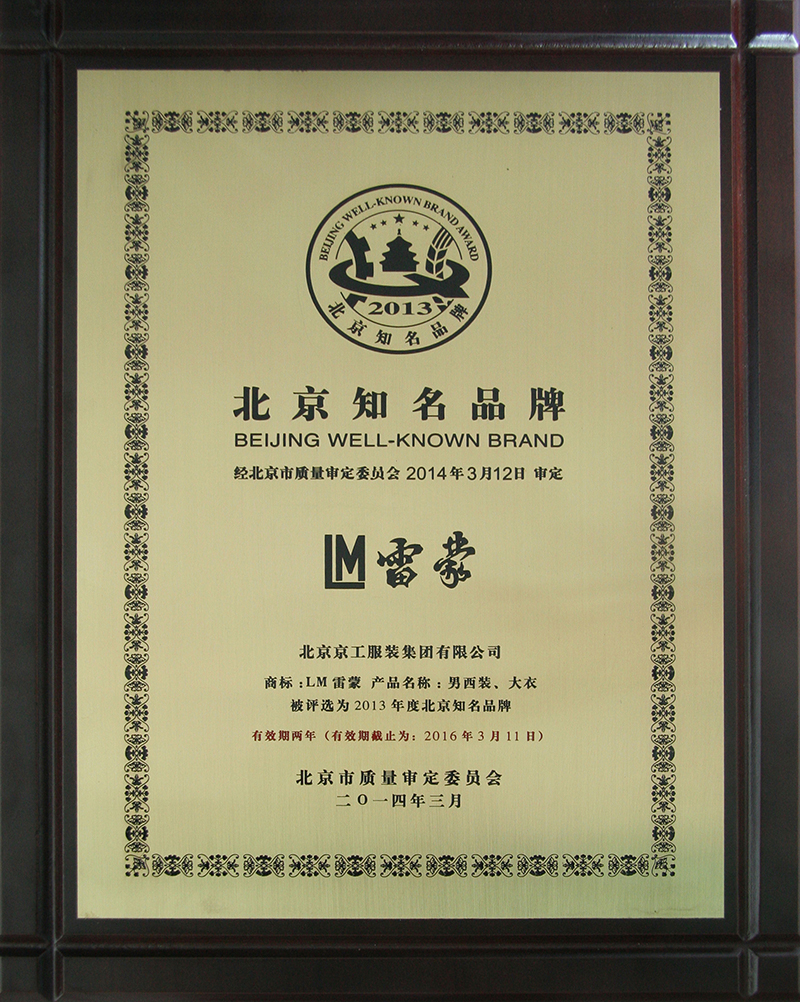 BEIJING WELL-KNOWN BRAND AWARD
2013
北京知名品牌
北京知名品牌
BEIJING WELL-KNOWN BRAND
经北京市质量审定委员会 2014年3月12日 审定
LM 雷蒙
北京京工服装集团有限公司
商标:LM 雷蒙 产品名称:男西装、大衣
被评选为 2013 年度北京知名品牌
有效期两年(有效期截止为:2016 年 3 月 11 日)
北京市质量审定委员会
二O一四年三月